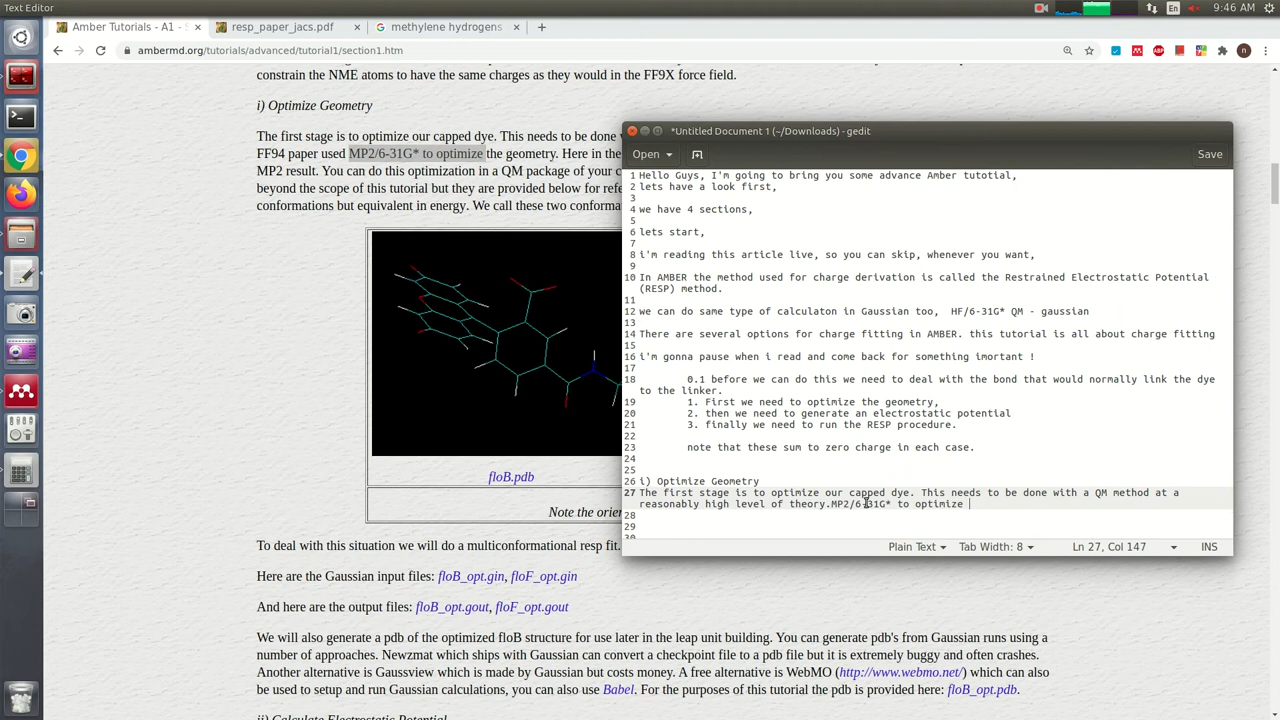 Text Editor
En
9:46 AM
Amber Tutorials - A1 - S
resp_paper_jacs.pdf
methylene hydrogens
ambermd.org/tutorials/advanced/tutorial1/section1.htm
constrain the NME atoms to have the same charges as they would in the FF9X force field.
i) Optimize Geometry
The first stage is to optimize our capped dye. This needs to be done
FF94 paper used MP2/6-31G* to optimize the geometry. Here in the
MP2 result. You can do this optimization in a QM package of your
beyond the scope of this tutorial but they are provided below for
conformations but equivalent in energy. We call these two
floB.pdb
Note the
To deal with this situation we will do a multiconformational resp fit.
Here are the Gaussian input files: floB_opt.gin, floF_opt.gin
And here are the output files: floB_opt.gout, floF_opt.gout
We will also generate a pdb of the optimized floB structure for use later in the leap unit building. You can generate pdb's from Gaussian runs using a
number of approaches. Newzmat which ships with Gaussian can convert a checkpoint file to a pdb file but it is extremely buggy and often crashes.
Another alternative is Gaussview which is made by Gaussian but costs money. A free alternative is WebMO (http://www.webmo.net/) which can also
be used to setup and run Gaussian calculations, you can also use Babel. For the purposes of this tutorial the pdb is provided here: floB_opt.pdb.
ii) Calculate Electrostatic Potential
*Untitled Document 1 (~/Downloads) - gedit
Open
Save
1 Hello Guys, I'm going to bring you some advance Amber tutotial,
2 lets have a look first,
3
4 we have 4 sections,
5
6 lets start,
7
8 i'm reading this article live, so you can skip, whenever you want,
9
10 In AMBER the method used for charge derivation is called the Restrained Electrostatic Potential
(RESP) method.
11
12 we can do same type of calculaton in Gaussian too,  HF/6-31G* QM - gaussian
13
14 There are several options for charge fitting in AMBER. this tutorial is all about charge fitting
15
16 i'm gonna pause when i read and come back for something imortant !
17
18 0.1 before we can do this we need to deal with the bond that would normally link the dye
to the linker.
19 1. First we need to optimize the geometry,
20 2. then we need to generate an electrostatic potential
21 3. finally we need to run the RESP procedure.
22
23 note that these sum to zero charge in each case.
24
25
26 i) Optimize Geometry
27 The first stage is to optimize our capped dye. This needs to be done with a QM method at a
reasonably high level of theory.MP2/6-31G* to optimize
28
29
30
Plain Text
Tab Width: 8
Ln 27, Col 147
INS